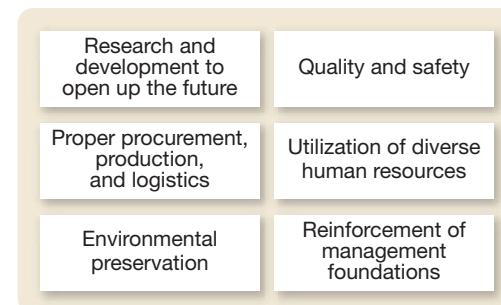 Research and
development to
open up the future
Quality and safety
Proper procurement,
production,
and logistics
Utilization of diverse
human resources
Environmental
preservation
Reinforcement of
management
foundations